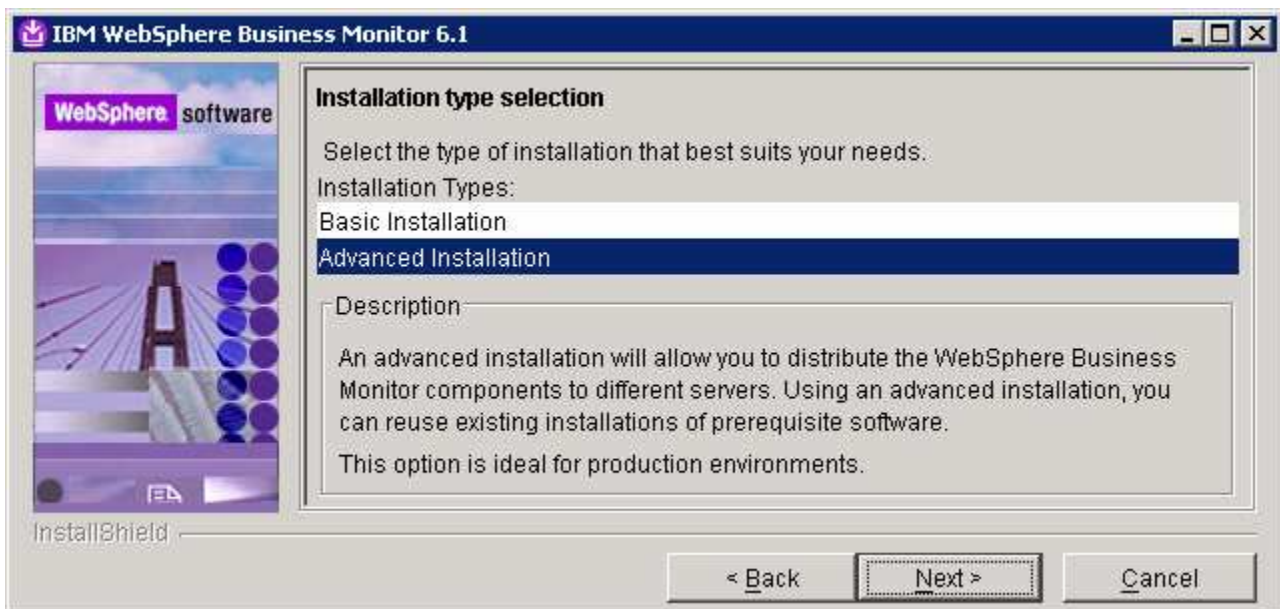 IBM WebSphere Business Monitor 6.1
WebSphere software
Installation type selection
Select the type of installation that best suits your needs.
Installation Types:
Basic Installation
Advanced Installation
Description
An advanced installation will allow you to distribute the WebSphere Business
Monitor components to different servers. Using an advanced installation, you
can reuse existing installations of prerequisite software.
This option is ideal for production environments.
InstallShield
< Back
Next >
Cancel